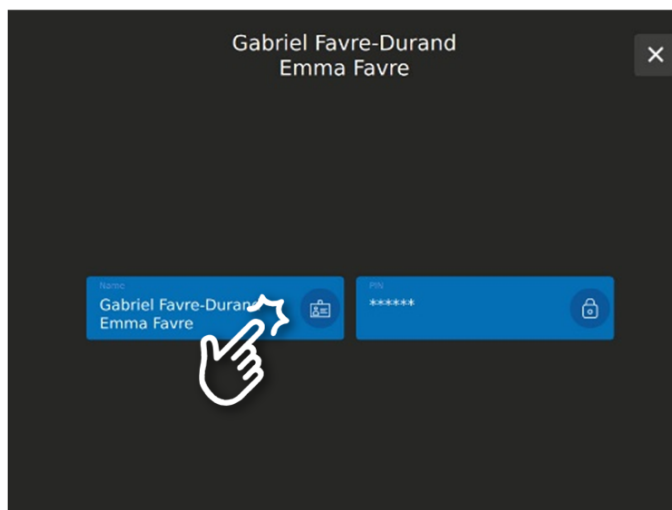 Gabriel Favre-Durand
Emma Favre
Name
Gabriel Favre-Durand
Emma Favre
PIN
******